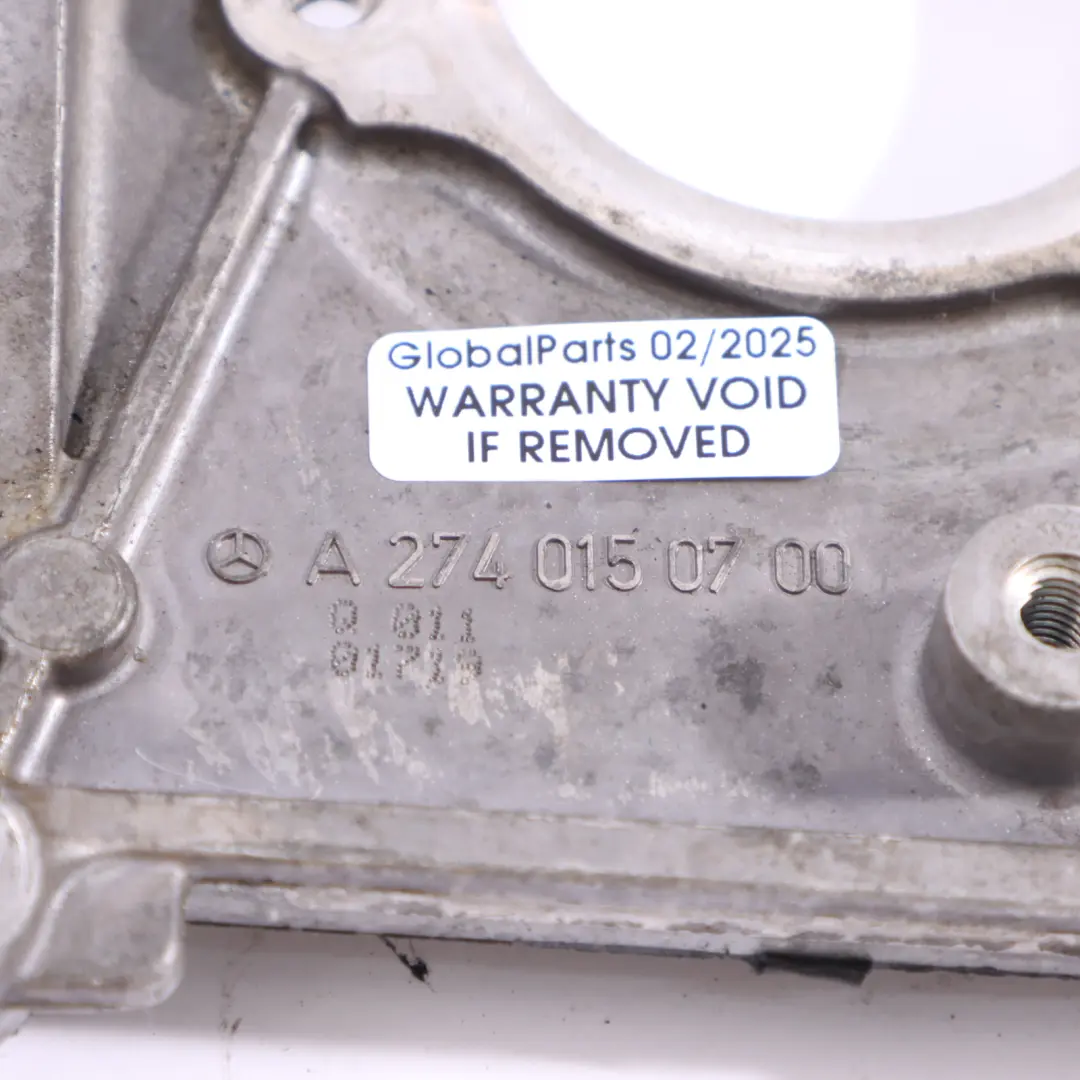 GlobalParts 02/2025
WARRANTY VOID
IF REMOVED
A 274 015 07 00